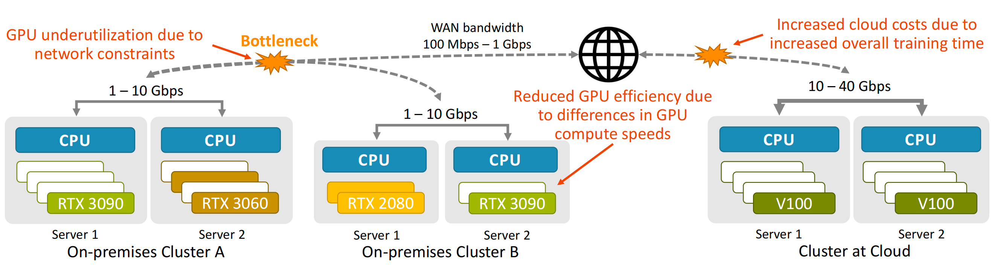 GPU underutilization due to
network constraints
Bottleneck
WAN bandwidth
100 Mbps – 1 Gbps
Increased cloud costs due to
increased overall training time
1 – 10 Gbps
1 – 10 Gbps
Reduced GPU efficiency due
to differences in GPU
compute speeds
10 – 40 Gbps
CPU
CPU
CPU
CPU
CPU
CPU
RTX 3090
RTX 3060
RTX 2080
RTX 3090
V100
V100
Server 1
Server 2
Server 1
Server 2
Server 1
Server 2
On-premises Cluster A
On-premises Cluster B
Cluster at Cloud